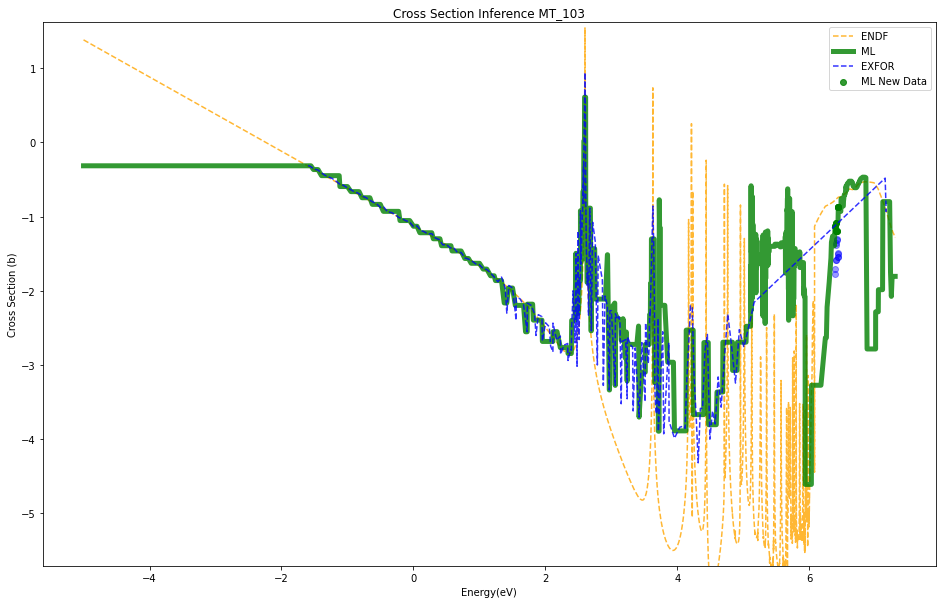 Cross Section Inference MT_103
ENDF
ML
EXFOR
ML New Data
Cross Section (b)
1
0
−1
−2
−3
−4
−5
−4
−2
0
2
4
6
Energy(eV)